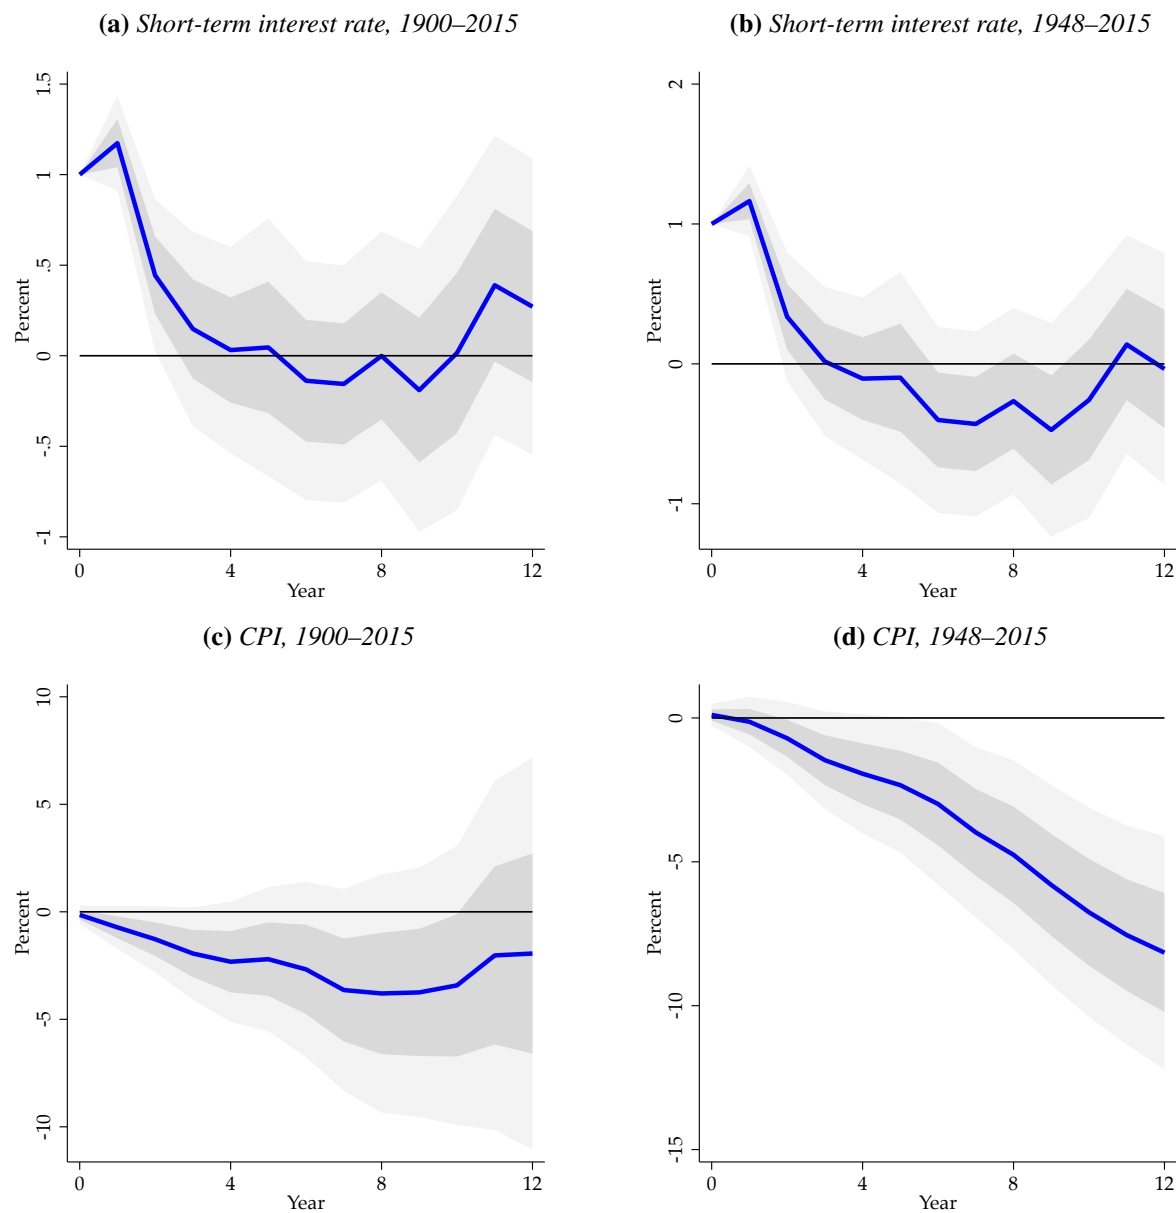 (a) Short-term interest rate, 1900–2015
(b) Short-term interest rate, 1948–2015
1.5
1
.5
0
-.5
-1
Percent
0 4 8 12
Year
2
1
0
-1
Percent
0 4 8 12
Year
(c) CPI, 1900–2015
(d) CPI, 1948–2015
10
5
0
-5
-10
Percent
0 4 8 12
Year
0
-5
-10
-15
Percent
0 4 8 12
Year